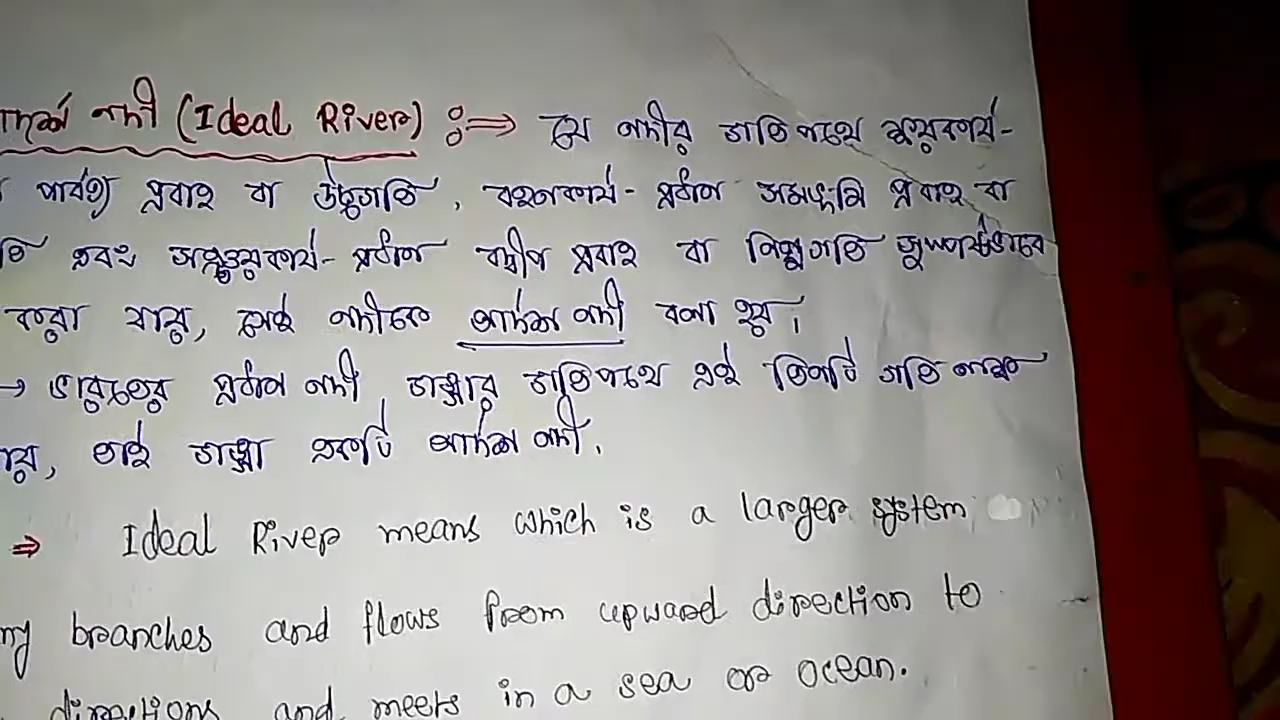 আদর্শ নদী (Ideal River) :⇒ যে নদীর গতিপথে ক্ষয়কার্য-
পার্বত্য প্রবাহ বা উচ্চগতি, বহনকার্য- প্রধান সমভূমি প্রবাহ বা
তি এবং সঞ্চয়কার্য- প্রধান বদ্বীপ প্রবাহ বা নিম্নগতি সুস্পষ্টভাবে
করা যায়, সেই নদীকে আদর্শ নদী বলা হয়।
→ ভারতের প্রধান নদী গঙ্গার গতিপথে এই তিনটি গতি লক্ষ
যায়, তাই গঙ্গা একটি আদর্শ নদী।
⇒ Ideal River means which is a larger system
ny branches and flows from upward direction to
directions and meets in a sea or ocean.